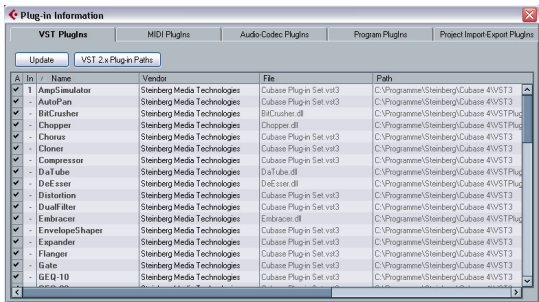 Plug-in Information
VST PlugIns MIDI PlugIns Audio-Codec PlugIns Program PlugIns Project Import-Export PlugIns
Update VST 2.x Plug-in Paths
A In / Name Vendor File Path
1 AmpSimulator Steinberg Media Technologies Cubase Plug-in Set.vst3 C:\Programme\Steinberg\Cubase 4\VST3
- AutoPan Steinberg Media Technologies Cubase Plug-in Set.vst3 C:\Programme\Steinberg\Cubase 4\VST3
- BitCrusher Steinberg Media Technologies BitCrusher.dll C:\Programme\Steinberg\Cubase 4\VSTPlug
- Chopper Steinberg Media Technologies Chopper.dll C:\Programme\Steinberg\Cubase 4\VSTPlug
- Chorus Steinberg Media Technologies Cubase Plug-in Set.vst3 C:\Programme\Steinberg\Cubase 4\VST3
- Cloner Steinberg Media Technologies Cubase Plug-in Set.vst3 C:\Programme\Steinberg\Cubase 4\VST3
- Compressor Steinberg Media Technologies Cubase Plug-in Set.vst3 C:\Programme\Steinberg\Cubase 4\VST3
- DaTube Steinberg Media Technologies DaTube.dll C:\Programme\Steinberg\Cubase 4\VSTPlug
- DeEsser Steinberg Media Technologies DeEsser.dll C:\Programme\Steinberg\Cubase 4\VSTPlug
- Distortion Steinberg Media Technologies Cubase Plug-in Set.vst3 C:\Programme\Steinberg\Cubase 4\VST3
- DualFilter Steinberg Media Technologies Cubase Plug-in Set.vst3 C:\Programme\Steinberg\Cubase 4\VST3
- Embracer Steinberg Media Technologies Embracer.dll C:\Programme\Steinberg\Cubase 4\VSTPlug
- EnvelopeShaper Steinberg Media Technologies Cubase Plug-in Set.vst3 C:\Programme\Steinberg\Cubase 4\VST3
- Expander Steinberg Media Technologies Cubase Plug-in Set.vst3 C:\Programme\Steinberg\Cubase 4\VST3
- Flanger Steinberg Media Technologies Cubase Plug-in Set.vst3 C:\Programme\Steinberg\Cubase 4\VST3
- Gate Steinberg Media Technologies Cubase Plug-in Set.vst3 C:\Programme\Steinberg\Cubase 4\VST3
- GEQ-10 Steinberg Media Technologies Cubase Plug-in Set.vst3 C:\Programme\Steinberg\Cubase 4\VST3